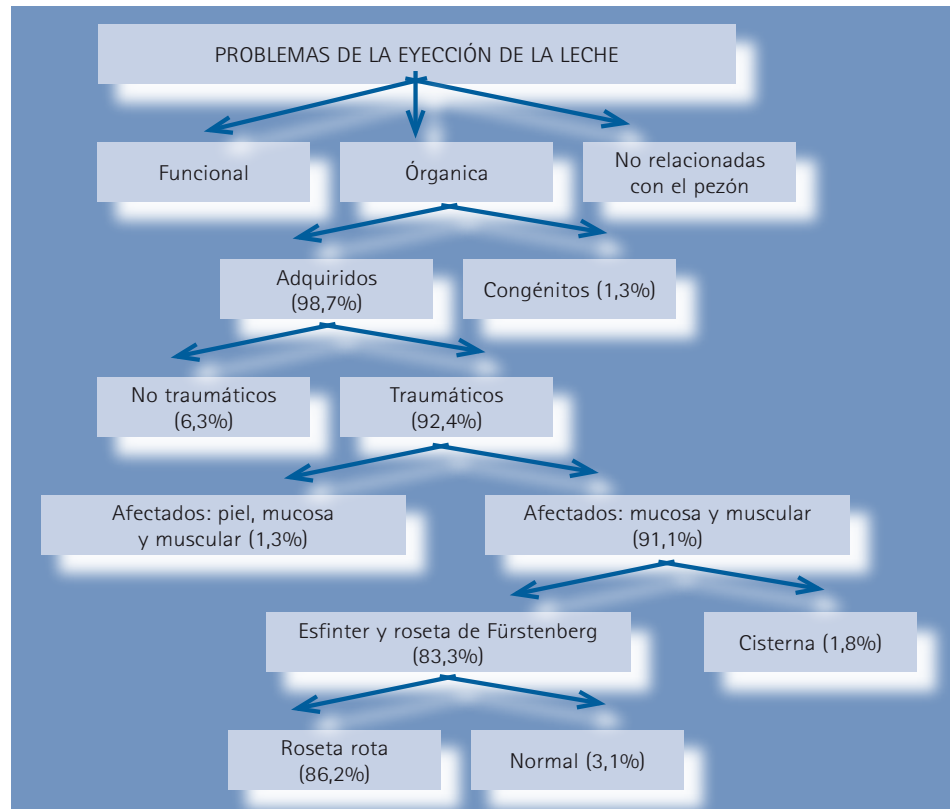 PROBLEMAS DE LA EYECCIÓN DE LA LECHE
Funcional
Órganica
No relacionadas
con el pezón
Adquiridos
(98,7%)
Congénitos (1,3%)
No traumáticos
(6,3%)
Traumáticos
(92,4%)
Afectados: piel, mucosa
y muscular (1,3%)
Afectados: mucosa y muscular
(91,1%)
Esfinter y roseta de Fürstenberg
(83,3%)
Cisterna (1,8%)
Roseta rota
(86,2%)
Normal (3,1%)